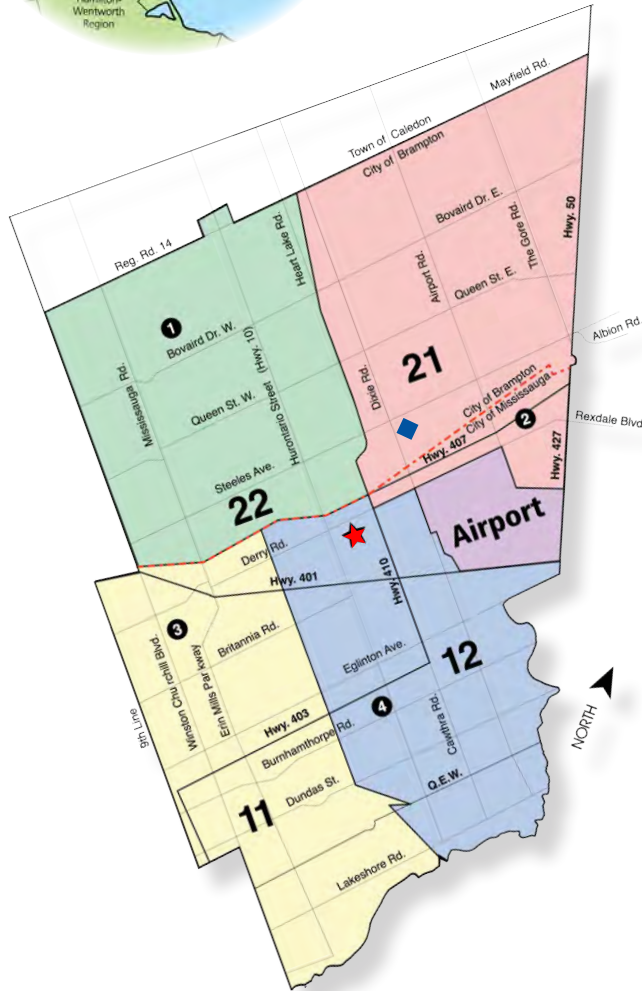 Hamilton-
Wentworth
Region
Mayfield Rd.
Town of Caledon
City of Brampton
Bovaird Dr. E.
Hwy. 50
The Gore Rd.
Heart Lake Rd.
Reg. Rd. 14
Airport Rd.
Queen St. E.
1
Bovaird Dr. W.
Albion Rd
Hurontario Street (Hwy. 10)
Mississauga Rd.
21
Dixie Rd.
Queen St. W.
City of Brampton
City of Mississauga
2
Rexdale Blvd
Hwy. 407
Hwy. 427
Steeles Ave.
22
Airport
Derry Rd.
Hwy. 401
Hwy. 410
3
Britannia Rd.
Winston Chu rchill Blvd.
Erin Mills Par kway
Eglinton Ave.
12
9th Line
4
Hwy. 403
Burnhamthorpe Rd.
Cawthra Rd.
NORTH
Dundas St.
Q.E.W.
11
Lakeshore Rd.